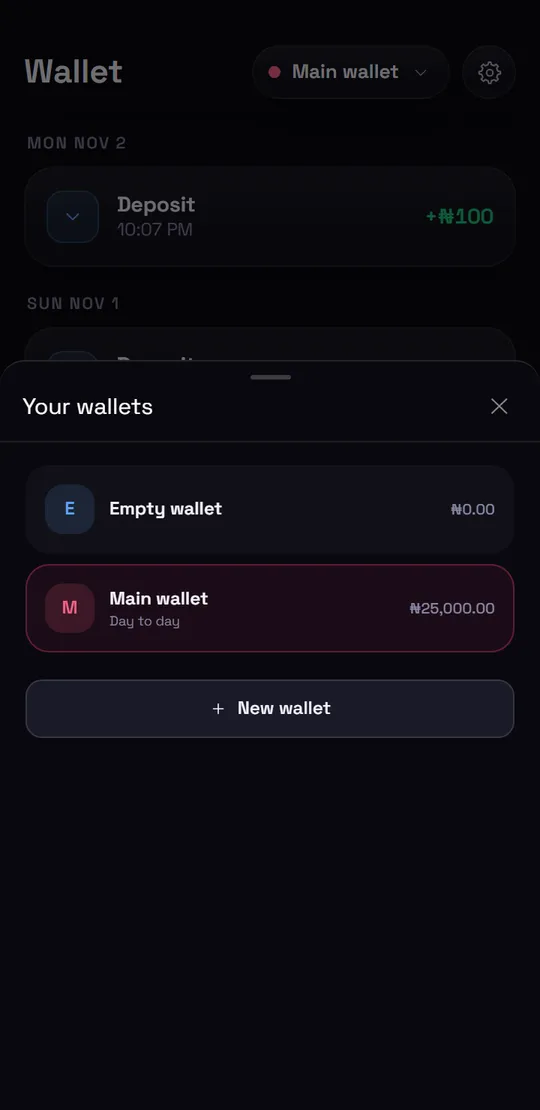 Wallet
Main wallet
MON NOV 2
Deposit
10:07 PM
+₦100
SUN NOV 1
Deposit
Your wallets
E
Empty wallet
₦0.00
M
Main wallet
Day to day
₦25,000.00
+ New wallet